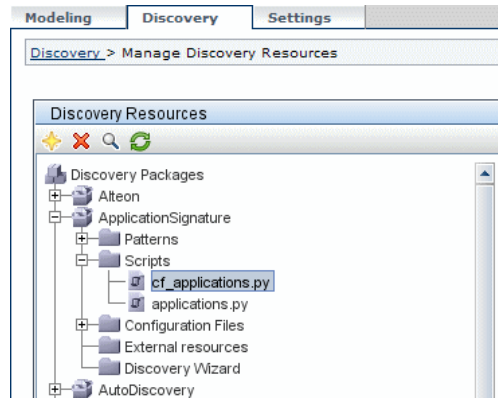 Modeling Discovery Settings
Discovery > Manage Discovery Resources
Discovery Resources
Discovery Packages
Alteon
ApplicationSignature
Patterns
Scripts
cf_applications.py
applications.py
Configuration Files
External resources
Discovery Wizard
AutoDiscovery